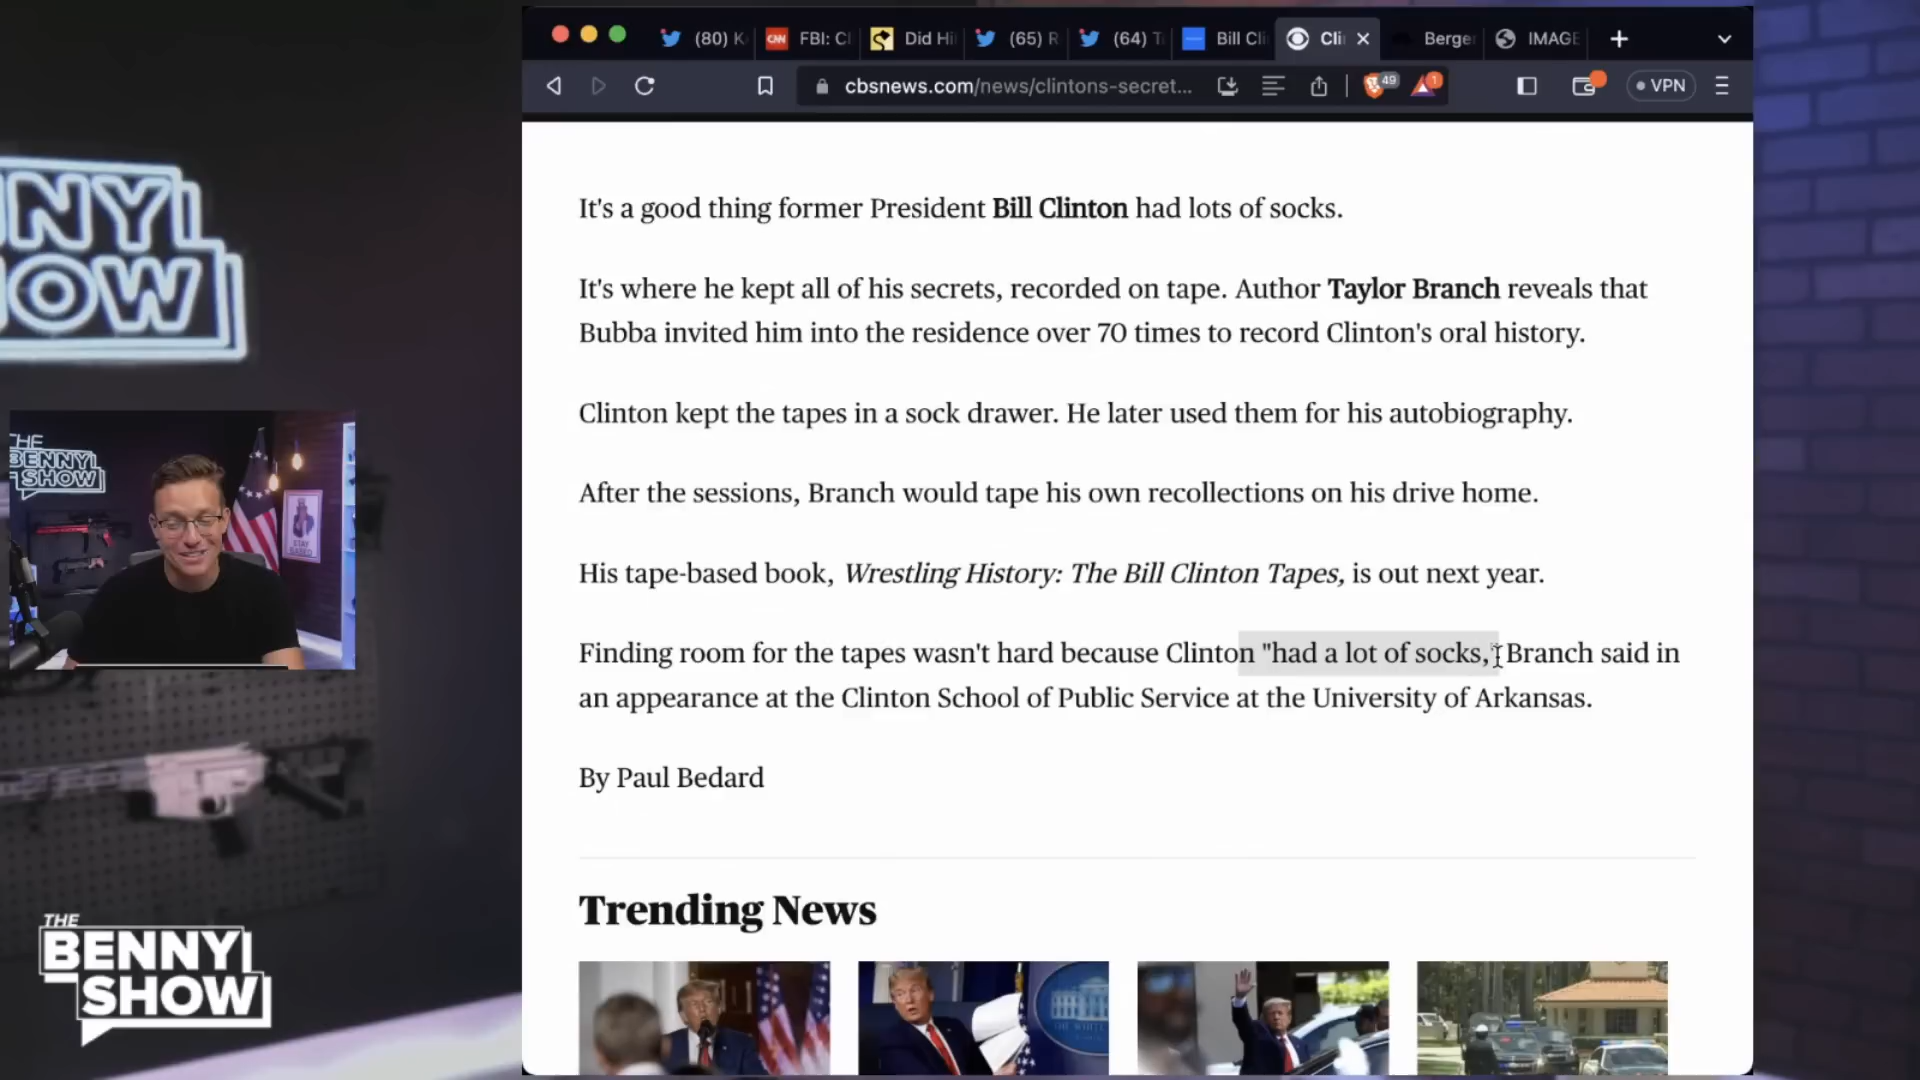 (80) K
FBI: Cl
Did Hi
(65) R
(64) T
Bill Cli
Cli
Berge
IMAGE
cbsnews.com/news/clintons-secret...
49
1
VPN
NNY
SHOW
It's a good thing former President Bill Clinton had lots of socks.
It's where he kept all of his secrets, recorded on tape. Author Taylor Branch reveals that
Bubba invited him into the residence over 70 times to record Clinton's oral history.
Clinton kept the tapes in a sock drawer. He later used them for his autobiography.
After the sessions, Branch would tape his own recollections on his drive home.
His tape-based book, Wrestling History: The Bill Clinton Tapes, is out next year.
Finding room for the tapes wasn't hard because Clinton "had a lot of socks," Branch said in
an appearance at the Clinton School of Public Service at the University of Arkansas.
By Paul Bedard
Trending News
THE
BENNY
SHOW
STAY
THE
BENNY
SHOW